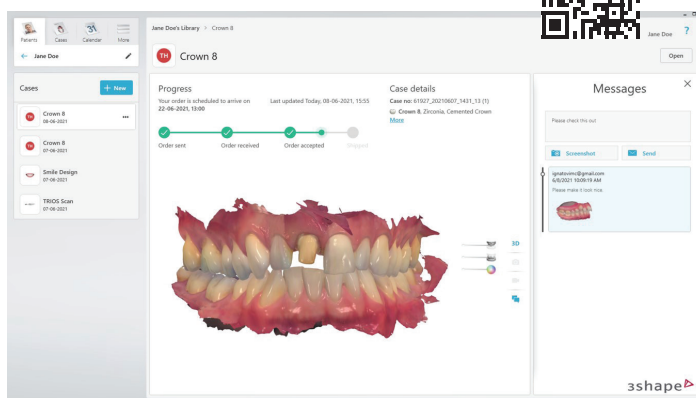 Patients
Cases
31
Calendar
More
Jane Doe's Library > Crown 8
Jane Doe
?
← Jane Doe
TH
Crown 8
Open
Cases
+ New
TH
Crown 8
08-06-2021
TH
Crown 8
07-06-2021
Smile Design
07-06-2021
TRIOS Scan
07-06-2021
Progress
Your order is scheduled to arrive on
22-06-2021, 13:00
Last updated Today, 08-06-2021, 15:55
Order sent
Order received
Order accepted
Shipped
Case details
Case no: 61927_20210607_1431_13 (1)
Crown 8, Zirconia, Cemented Crown
More
3D
Messages
Please check this out
Screenshot
Send
ignatovimc@gmail.com
6/8/2021 10:09:19 AM
Please make it look nice.
3shape